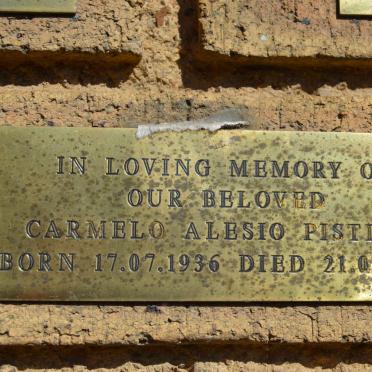 IN LOVING MEMORY
OUR BELOVED
CARMELO ALESIO
BORN 17.07.1936 DIED